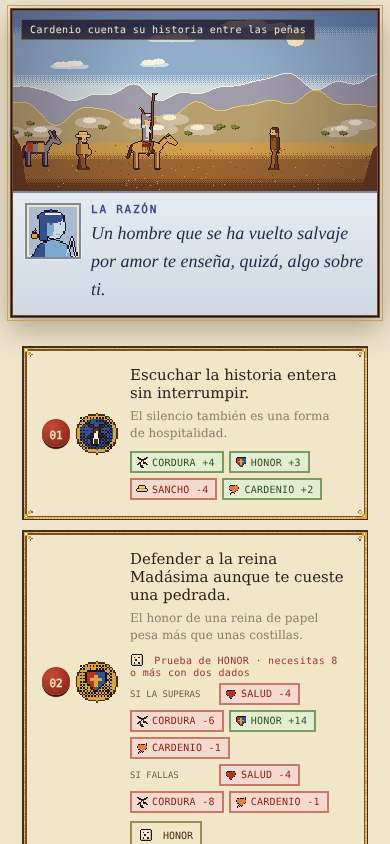 Cardenio cuenta su historia entre las peñas
LA RAZÓN
Un hombre que se ha vuelto salvaje
por amor te enseña, quizá, algo sobre
ti.
01
Escuchar la historia entera
sin interrumpir.
El silencio también es una forma
de hospitalidad.
CORDURA +4
HONOR +3
SANCHO -4
CARDENIO +2
02
Defender a la reina
Madásima aunque te cueste
una pedrada.
El honor de una reina de papel
pesa más que unas costillas.
Prueba de HONOR · necesitas 8
o más con dos dados
SI LA SUPERAS
SALUD -4
CORDURA -6
HONOR +14
CARDENIO -1
SI FALLAS
SALUD -4
CORDURA -8
CARDENIO -1
HONOR